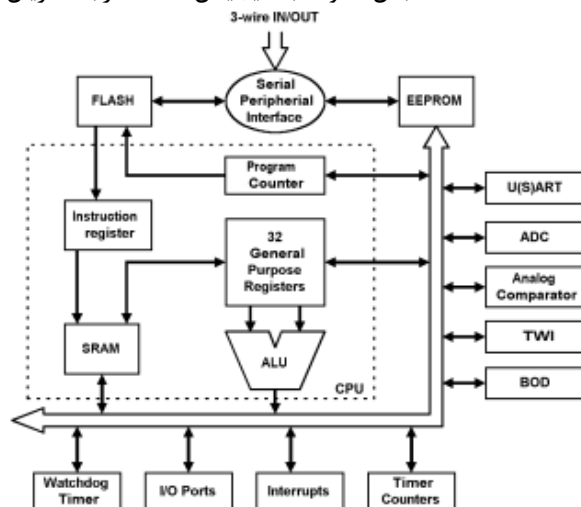 3-wire IN/OUT
FLASH
Serial
Peripherial
Interface
EEPROM
Program
Counter
U(S)ART
Instruction
register
32
General
Purpose
Registers
ADC
Analog
Comparator
SRAM
ALU
TWI
CPU
BOD
Watchdog
Timer
I/O Ports
Interrupts
Timer
Counters